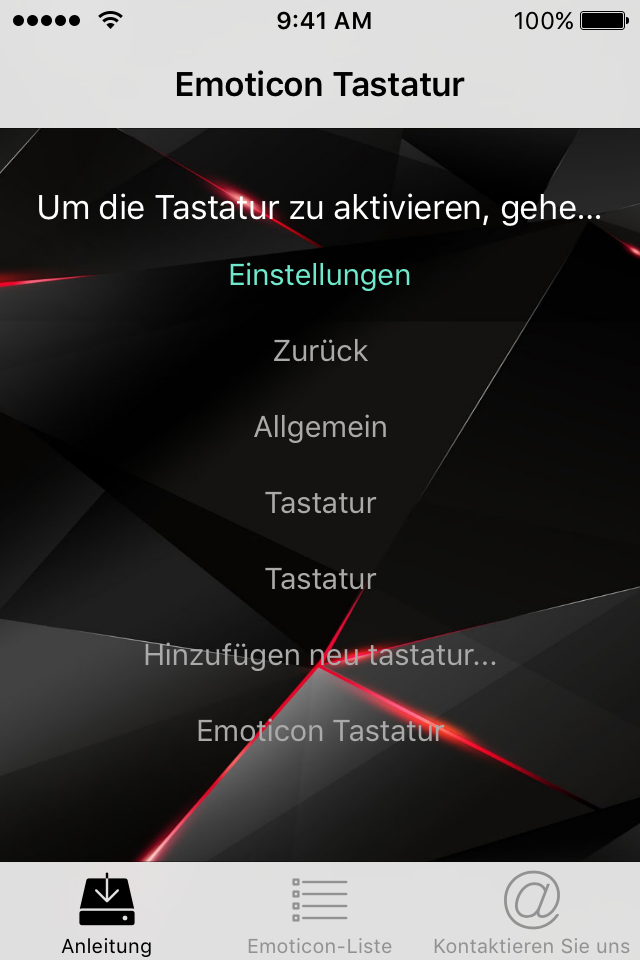 9:41 AM
100%
Emoticon Tastatur
Um die Tastatur zu aktivieren, gehe...
Einstellungen
Zurück
Allgemein
Tastatur
Tastatur
Hinzufügen neu tastatur...
Emoticon Tastatur
Anleitung
Emoticon-Liste
Kontaktieren Sie uns